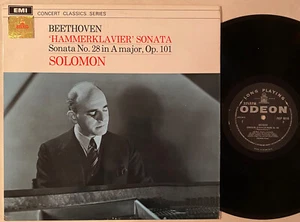 EMI
CONCERT CLASSICS SERIES
BEETHOVEN
'HAMMERKLAVIER' SONATA
Sonata No. 28 in A major, Op. 101
SOLOMON
LONG PLAYING
ODEON